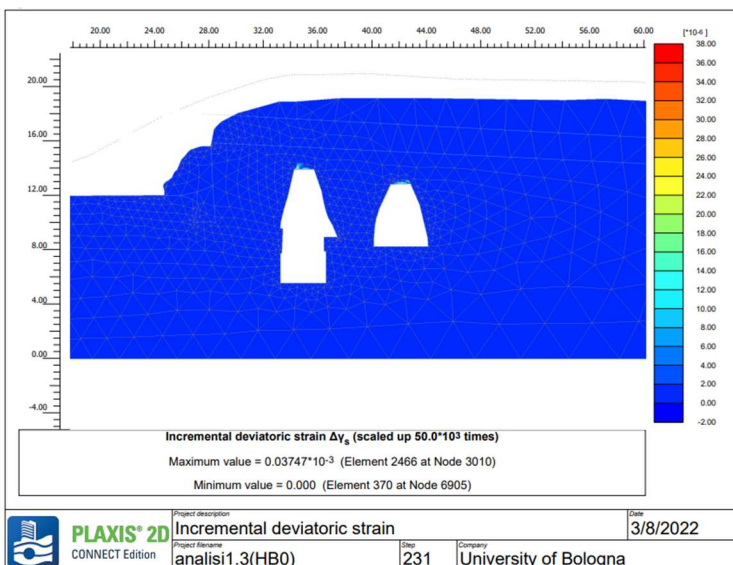 20.00 24.00 28.00 32.00 36.00 40.00 44.00 48.00 52.00 56.00 60.00
[*10-6 ]
38.00
36.00
34.00
32.00
30.00
28.00
26.00
24.00
22.00
20.00
18.00
16.00
14.00
12.00
10.00
8.00
6.00
4.00
2.00
0.00
-2.00
20.00
16.00
12.00
8.00
4.00
0.00
-4.00
Incremental deviatoric strain Δγs (scaled up 50.0*10³ times)
Maximum value = 0.03747*10-3 (Element 2466 at Node 3010)
Minimum value = 0.000 (Element 370 at Node 6905)
PLAXIS® 2D
CONNECT Edition
Project description
Incremental deviatoric strain
Date
3/8/2022
Project filename
analisi1.3(HB0)
Step
231
Company
University of Bologna